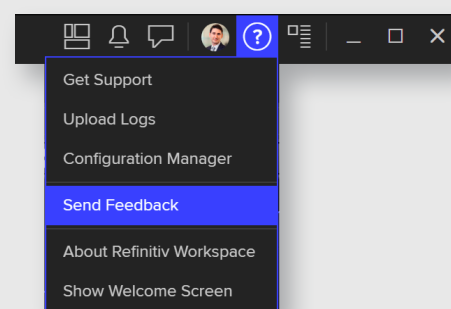 ?
Get Support
Upload Logs
Configuration Manager
Send Feedback
About Refinitiv Workspace
Show Welcome Screen